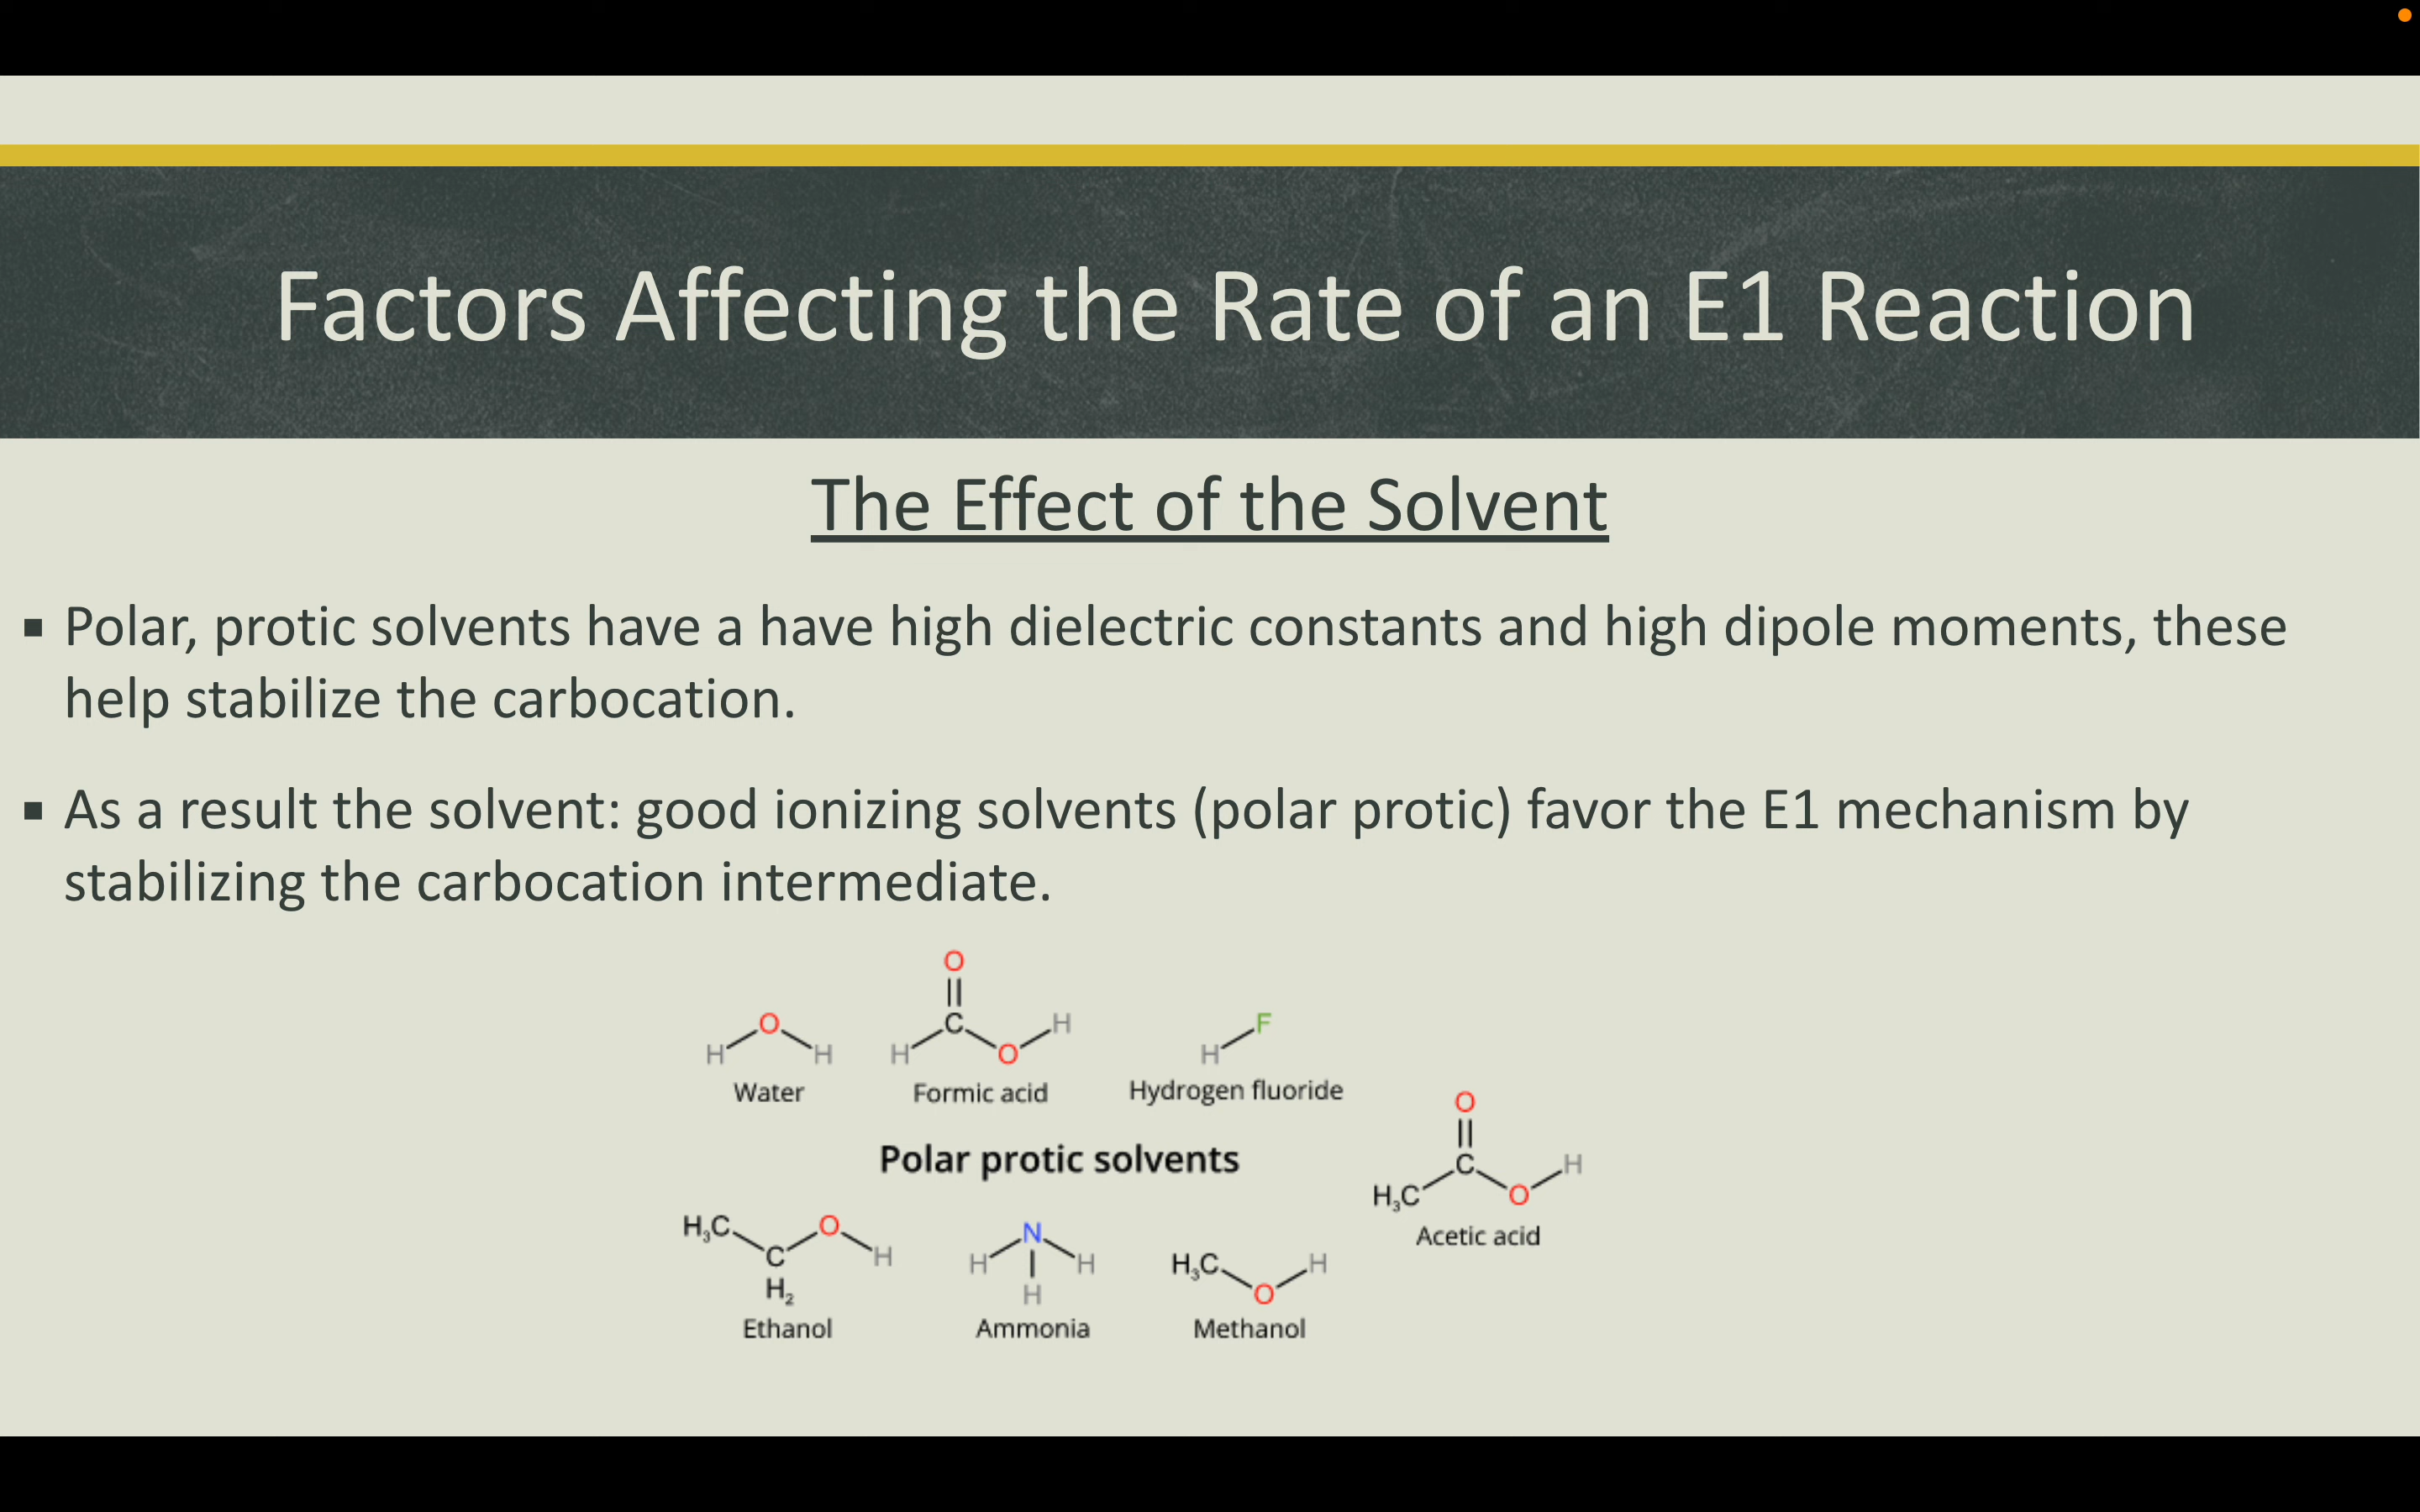 Factors Affecting the Rate of an E1 Reaction
The Effect of the Solvent
▪ Polar, protic solvents have a have high dielectric constants and high dipole moments, these
help stabilize the carbocation.
▪ As a result the solvent: good ionizing solvents (polar protic) favor the E1 mechanism by
stabilizing the carbocation intermediate.
O
H O H
H C O H
H F
Water
Formic acid
Hydrogen fluoride
Polar protic solvents
O
H₃C C O H
Acetic acid
H₃C C O H
H₂
H N H
H
H₃C O H
Ethanol
Ammonia
Methanol